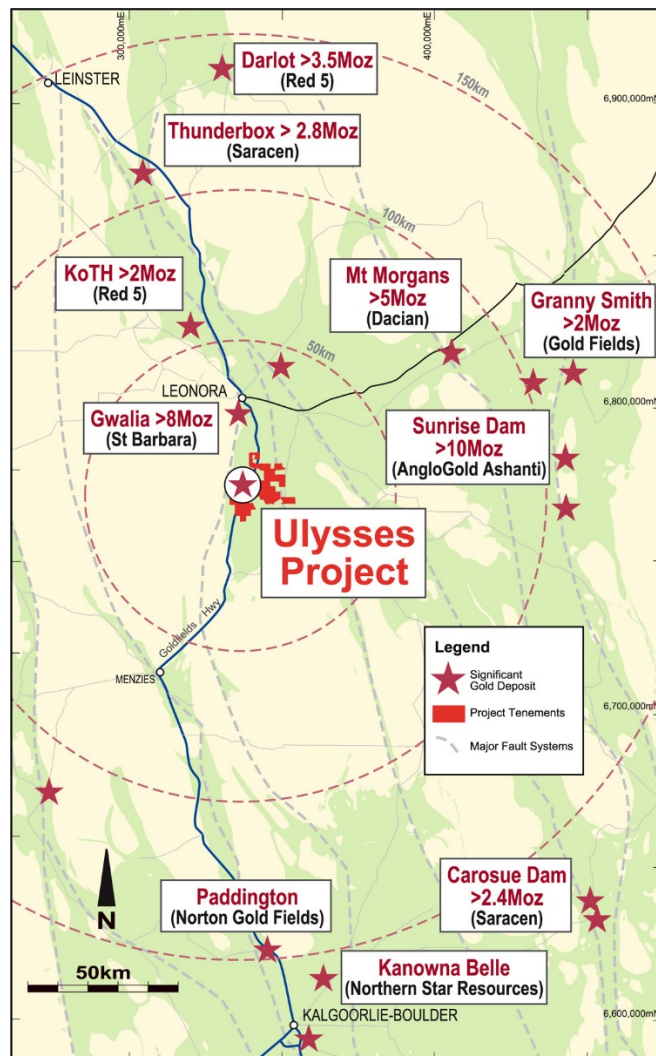 300,000mE
400,000mE
LEINSTER
Darlot >3.5Moz
(Red 5)
150km
6,900,000mN
Thunderbox > 2.8Moz
(Saracen)
100km
KoTH >2Moz
(Red 5)
Mt Morgans
>5Moz
(Dacian)
Granny Smith
>2Moz
(Gold Fields)
50km
LEONORA
6,800,000mN
Gwalia >8Moz
(St Barbara)
Sunrise Dam
>10Moz
(AngloGold Ashanti)
Ulysses
Project
Goldfields Hwy
MENZIES
Legend
Significant
Gold Deposit
Project Tenements
Major Fault Systems
6,700,000mN
N
50km
Paddington
(Norton Gold Fields)
Carosue Dam
>2.4Moz
(Saracen)
Kanowna Belle
(Northern Star Resources)
KALGOORLIE-BOULDER
6,600,000mN